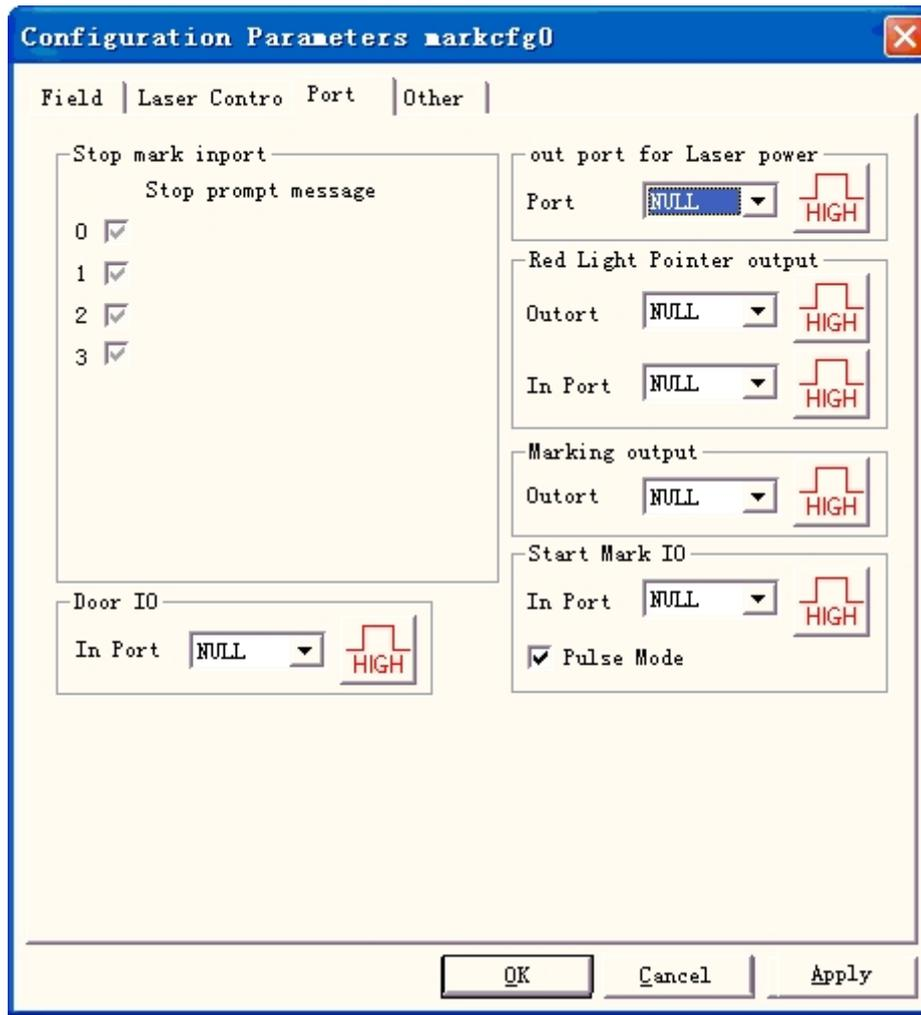 Configuration Parameters markcfg0
Field
Laser Contro
Port
Other
Stop mark inport
Stop prompt message
0
1
2
3
Door IO
In Port NULL HIGH
out port for Laser power
Port NULL HIGH
Red Light Pointer output
Outort NULL HIGH
In Port NULL HIGH
Marking output
Outort NULL HIGH
Start Mark IO
In Port NULL HIGH
Pulse Mode
OK
Cancel
Apply